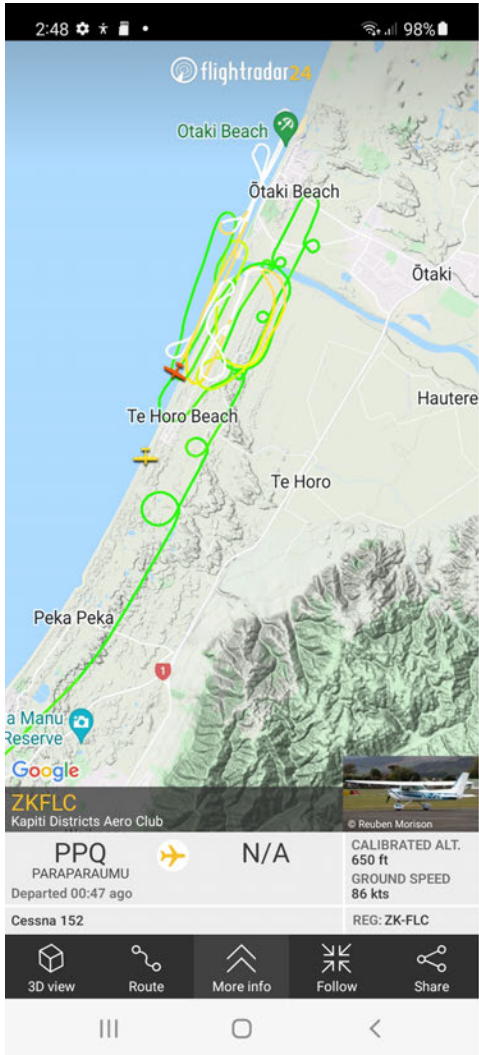 2:48
98%
flightradar24
Otaki Beach
Ōtaki Beach
Ōtaki
Hautere
Te Horo Beach
Te Horo
Peka Peka
1
a Manu
Reserve
Google
ZKFLC
Kapiti Districts Aero Club
© Reuben Morison
PPQ
PARAPARAUMU
Departed 00:47 ago
N/A
CALIBRATED ALT.
650 ft
GROUND SPEED
86 kts
Cessna 152
REG: ZK-FLC
3D view
Route
More info
Follow
Share